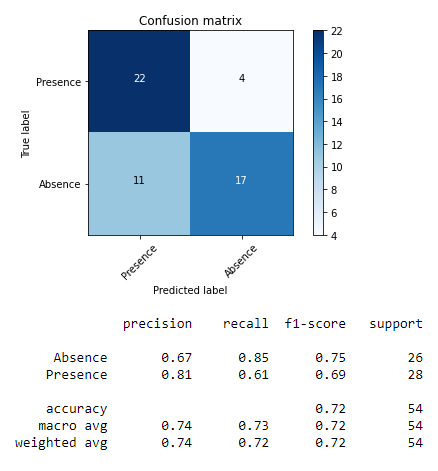 Confusion matrix
Presence
22
4
Absence
11
17
True label
Presence
Absence
Predicted label
22
20
18
16
14
12
10
8
6
4
precision recall f1-score support
Absence 0.67 0.85 0.75 26
Presence 0.81 0.61 0.69 28
accuracy 0.72 54
macro avg 0.74 0.73 0.72 54
weighted avg 0.74 0.72 0.72 54